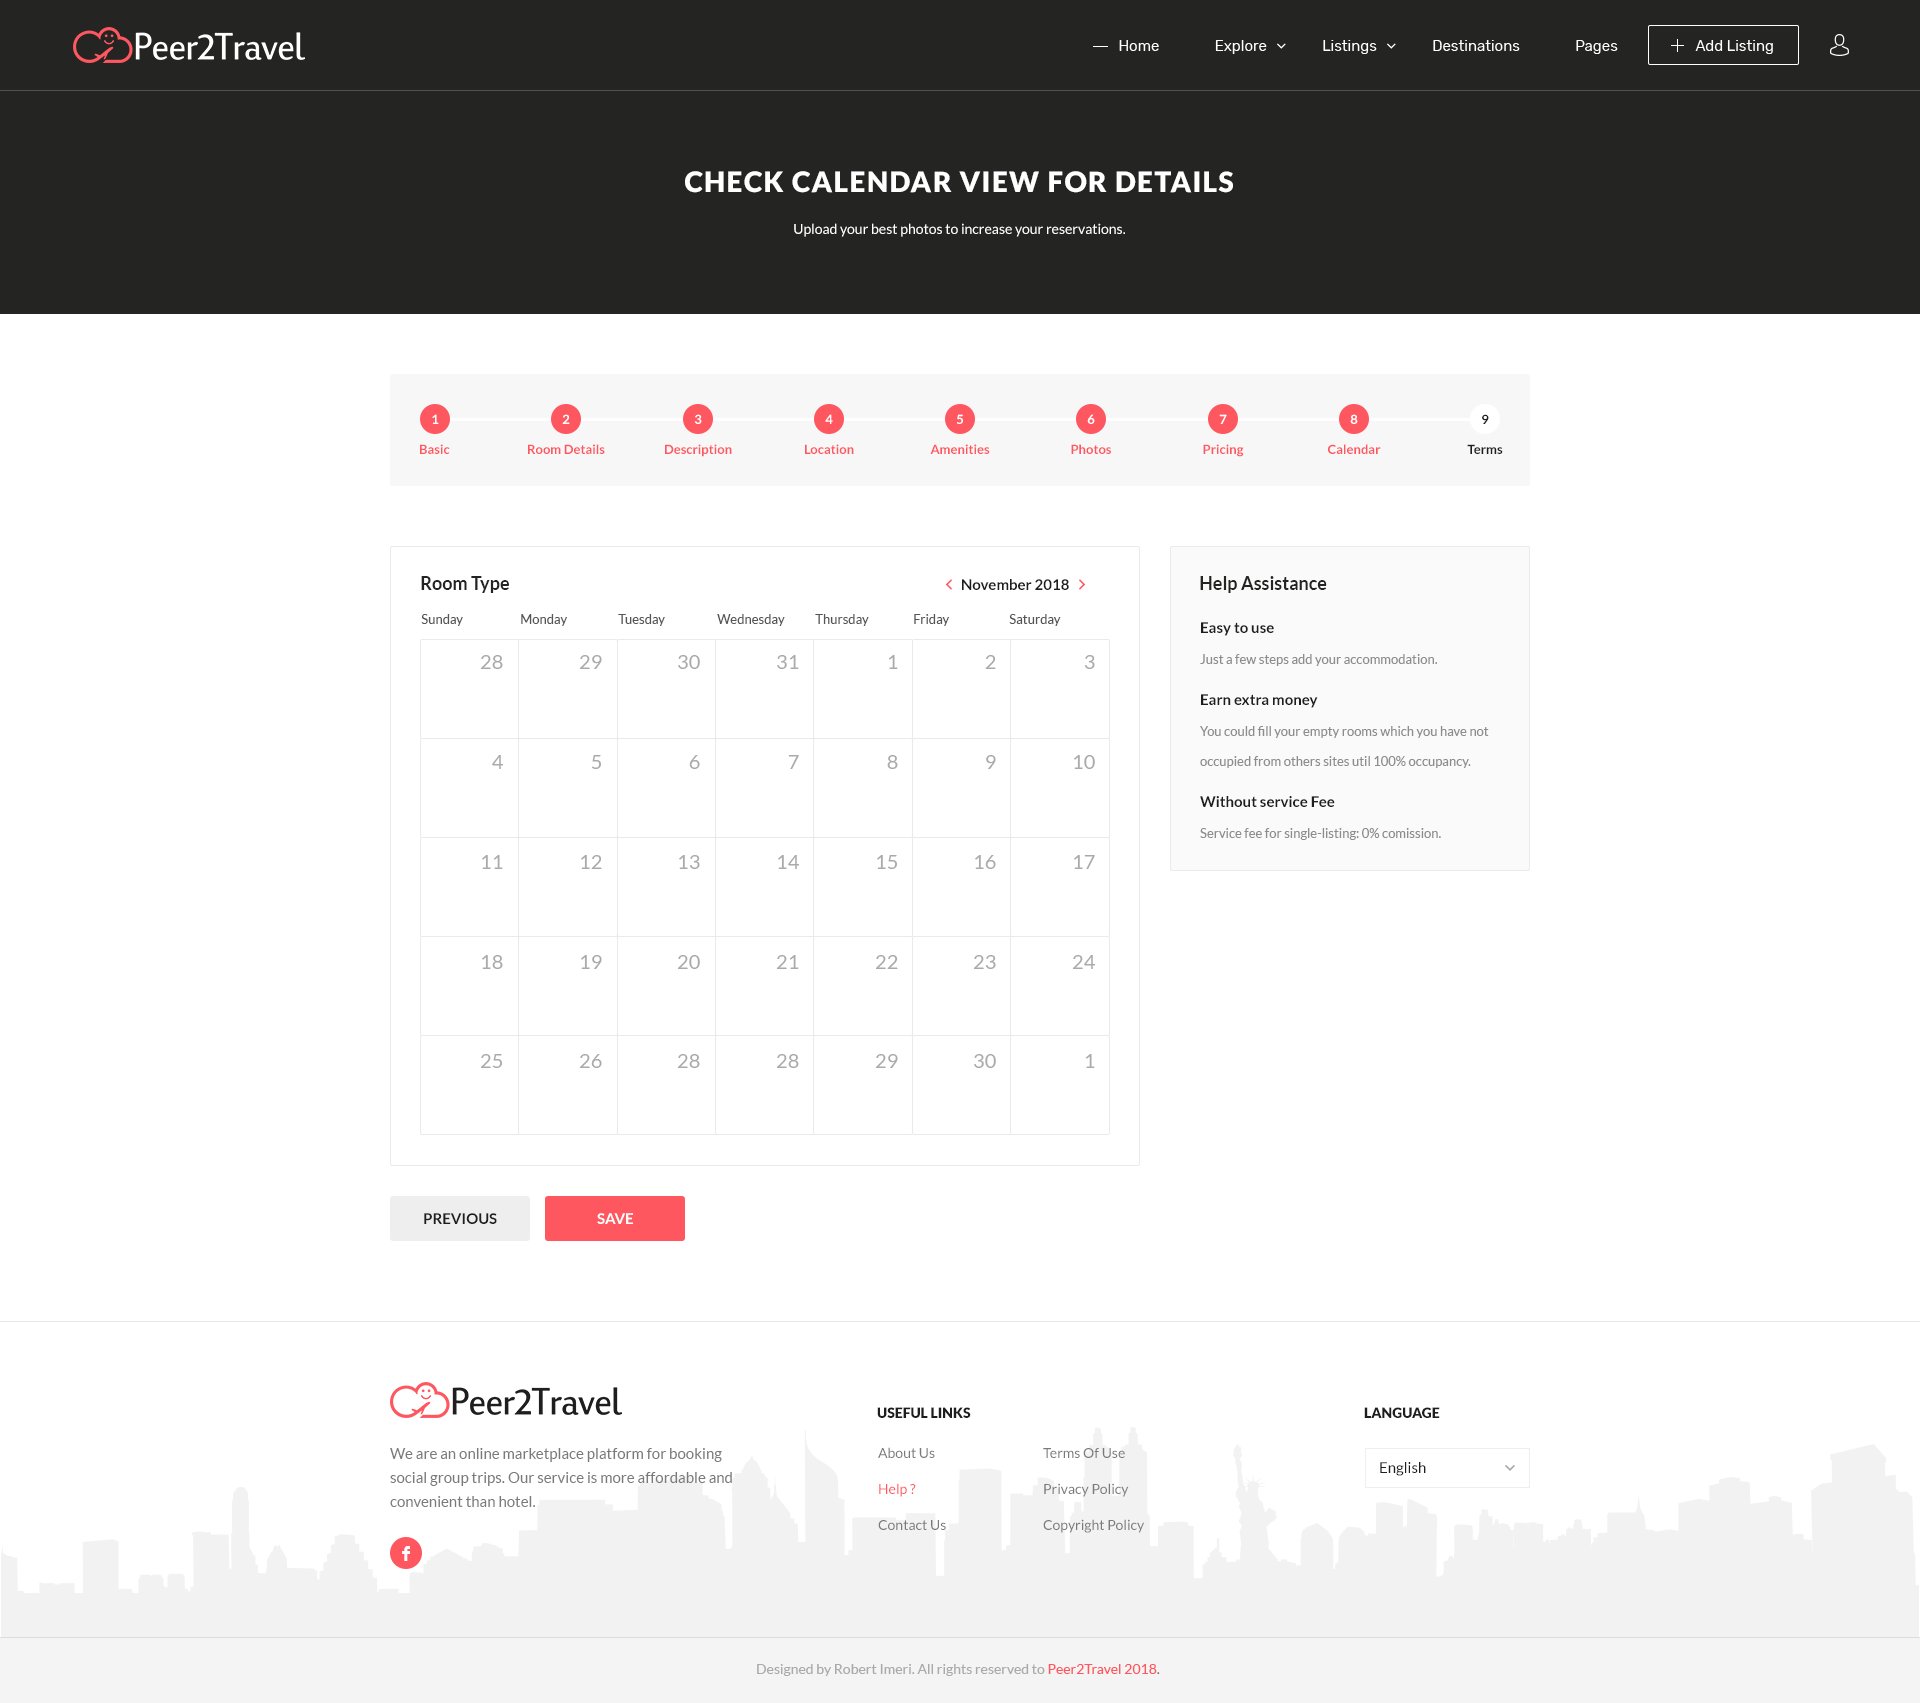 Peer2Travel
Home Explore Listings Destinations Pages Add Listing
CHECK CALENDAR VIEW FOR DETAILS
Upload your best photos to increase your reservations.
1 2 3 4 5 6 7 8 9
Basic Room Details Description Location Amenities Photos Pricing Calendar Terms
Room Type November 2018
Sunday Monday Tuesday Wednesday Thursday Friday Saturday
28 29 30 31 1 2 3
4 5 6 7 8 9 10
11 12 13 14 15 16 17
18 19 20 21 22 23 24
25 26 28 28 29 30 1
Help Assistance
Easy to use
Just a few steps add your accommodation.
Earn extra money
You could fill your empty rooms which you have not
occupied from others sites util 100% occupancy.
Without service Fee
Service fee for single-listing: 0% comission.
PREVIOUS SAVE
Peer2Travel
We are an online marketplace platform for booking
social group trips. Our service is more affordable and
convenient than hotel.
f
USEFUL LINKS
About Us Terms Of Use
Help ? Privacy Policy
Contact Us Copyright Policy
LANGUAGE
English
Designed by Robert Imeri. All rights reserved to Peer2Travel 2018.